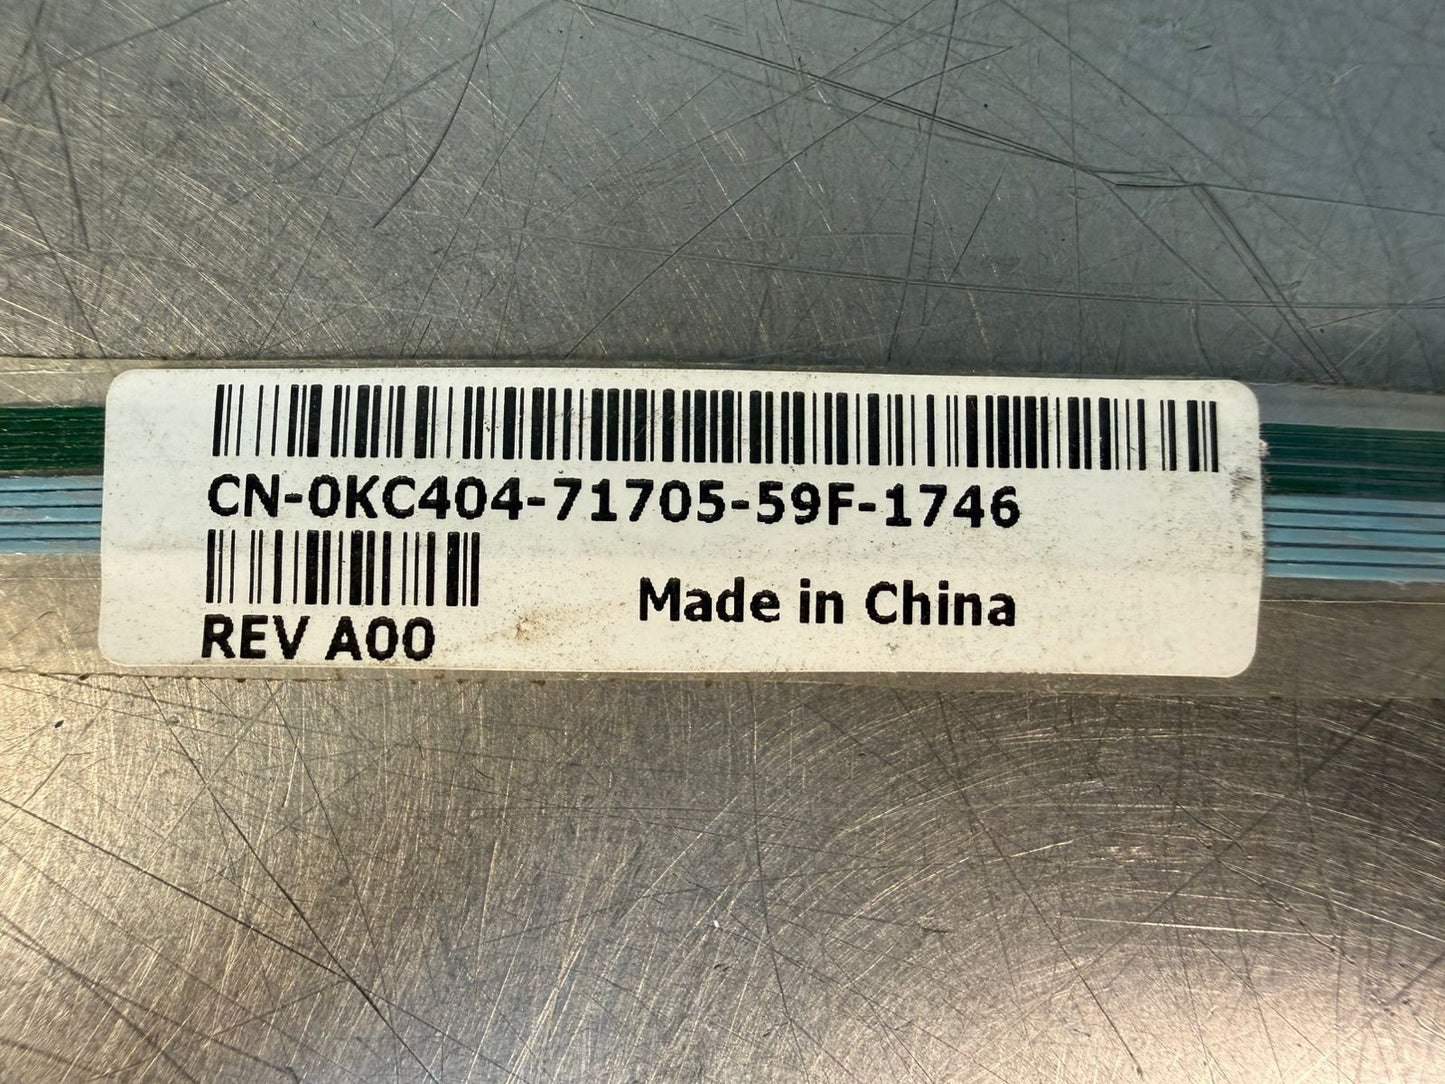 CN-0KC404-71705-59F-1746
REV A00
Made in China